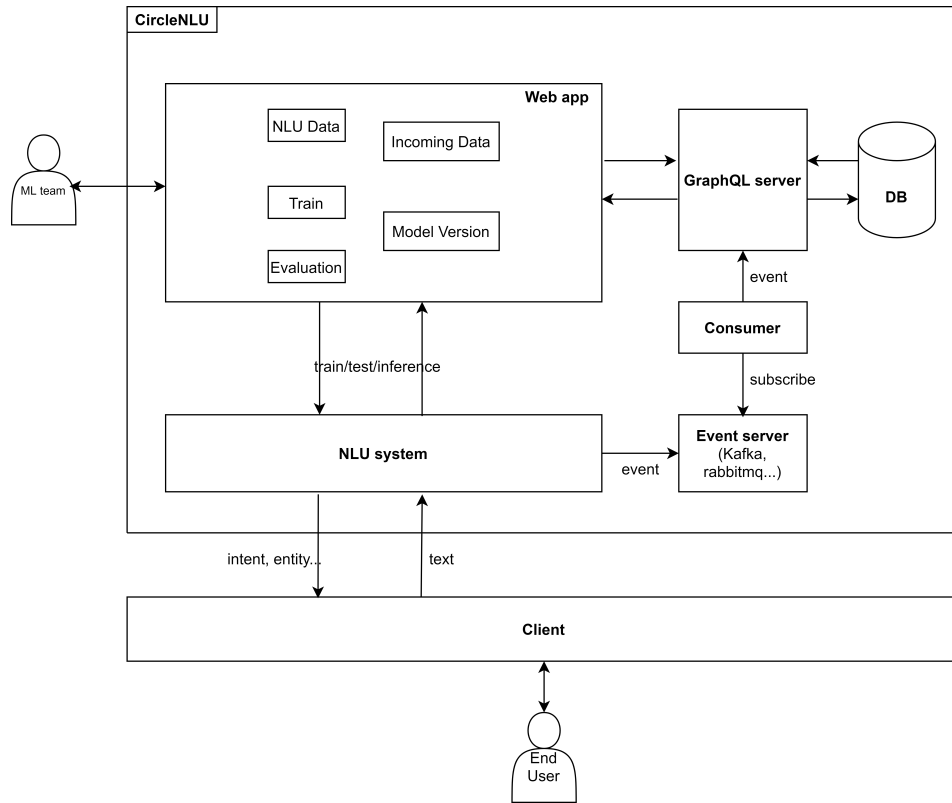 CircleNLU
Web app
NLU Data
Incoming Data
ML team
GraphQL server
DB
Train
Model Version
Evaluation
event
Consumer
train/test/inference
subscribe
NLU system
Event server
(Kafka,
rabbitmq...)
event
intent, entity...
text
Client
End
User